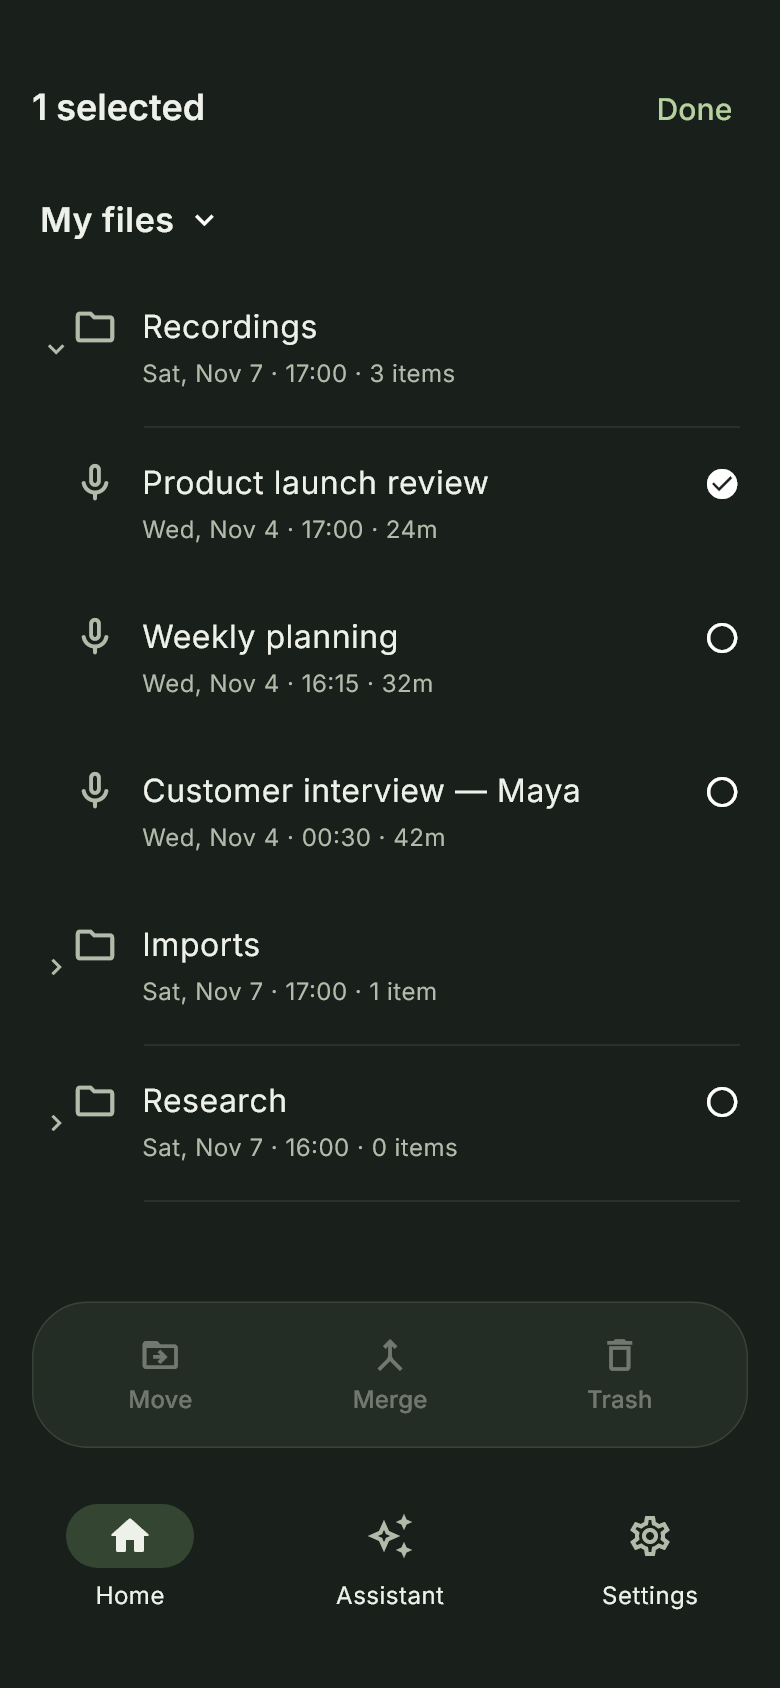 1 selected
Done
My files
Recordings
Sat, Nov 7 · 17:00 · 3 items
Product launch review
Wed, Nov 4 · 17:00 · 24m
Weekly planning
Wed, Nov 4 · 16:15 · 32m
Customer interview — Maya
Wed, Nov 4 · 00:30 · 42m
Imports
Sat, Nov 7 · 17:00 · 1 item
Research
Sat, Nov 7 · 16:00 · 0 items
Move
Merge
Trash
Home
Assistant
Settings